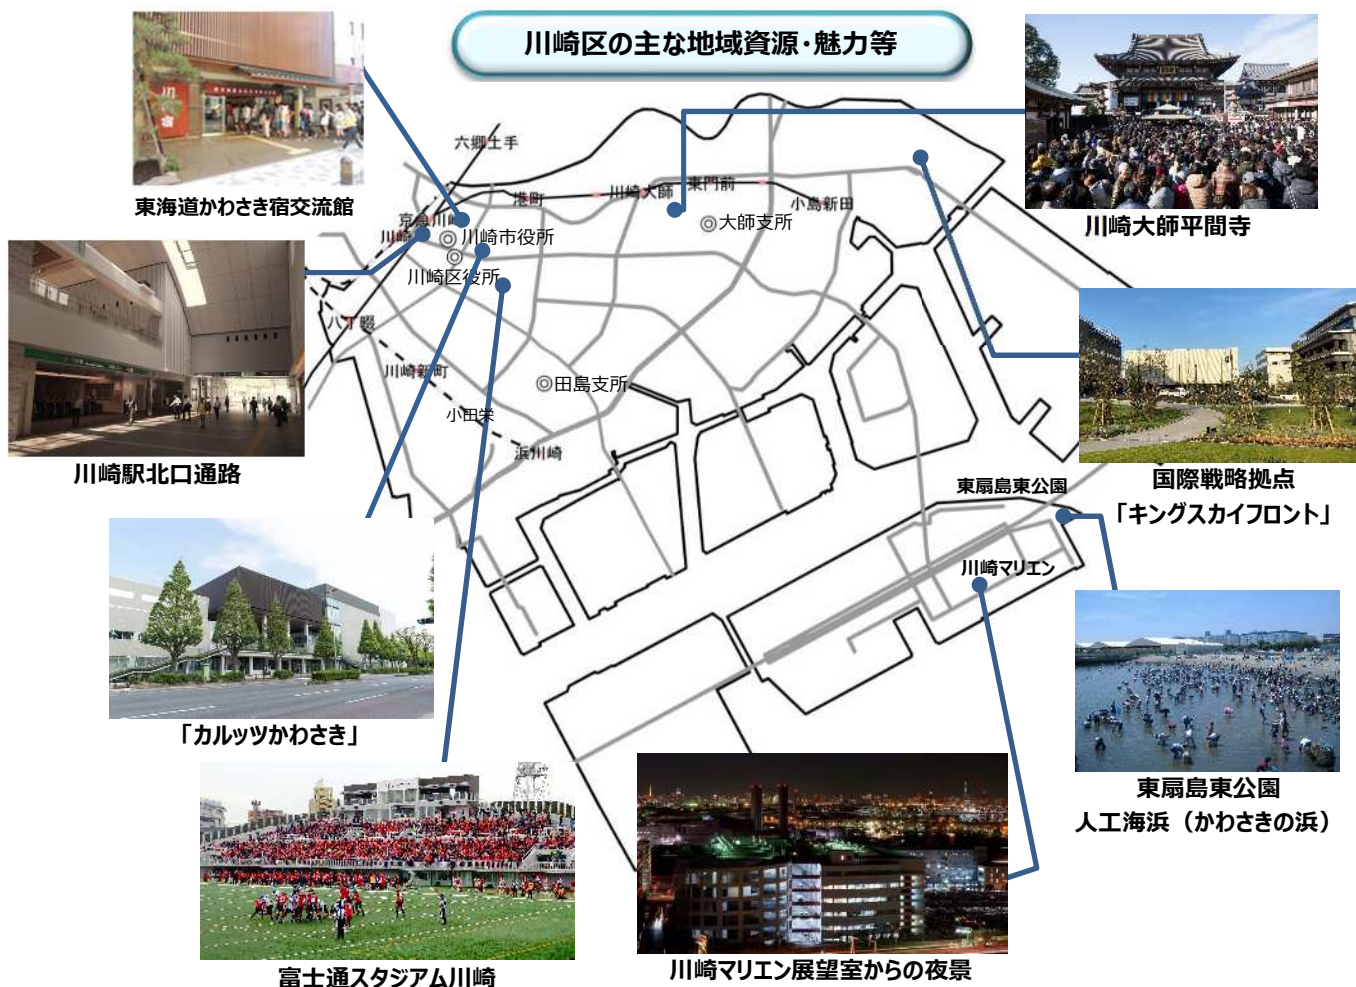 川崎区の主な地域資源・魅力等
東海道かわさき宿交流館
川崎大師平間寺
六郷土手
港町
川崎大師
東門前
小島新田
京急川崎
川崎
川崎市役所
川崎区役所
大師支所
八丁畷
川崎新町
小田栄
浜川崎
田島支所
川崎駅北口通路
国際戦略拠点
「キングスカイフロント」
東扇島東公園
川崎マリエン
「カルッツかわさき」
東扇島東公園
人工海浜（かわさきの浜）
富士通スタジアム川崎
川崎マリエン展望室からの夜景